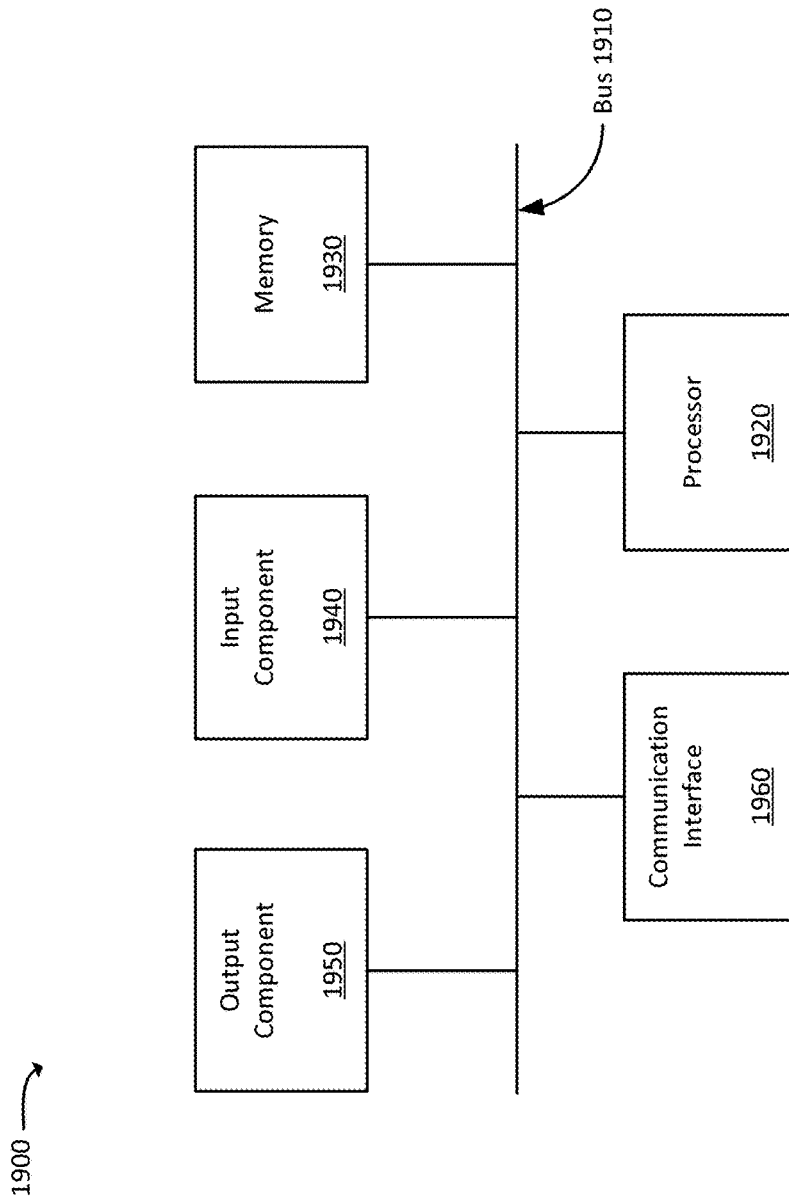 1900
Output
Component
1950
Input
Component
1940
Memory
1930
Bus 1910
Communication
Interface
1960
Processor
1920